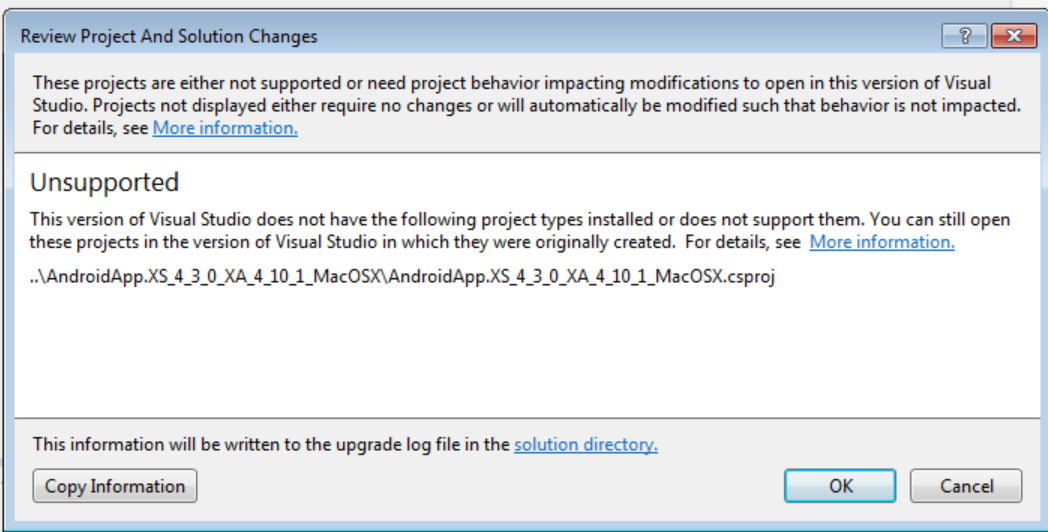 Review Project And Solution Changes
These projects are either not supported or need project behavior impacting modifications to open in this version of Visual
Studio. Projects not displayed either require no changes or will automatically be modified such that behavior is not impacted.
For details, see More information.
Unsupported
This version of Visual Studio does not have the following project types installed or does not support them. You can still open
these projects in the version of Visual Studio in which they were originally created.  For details, see  More information.
..\AndroidApp.XS_4_3_0_XA_4_10_1_MacOSX\AndroidApp.XS_4_3_0_XA_4_10_1_MacOSX.csproj
This information will be written to the upgrade log file in the solution directory.
Copy Information
OK
Cancel